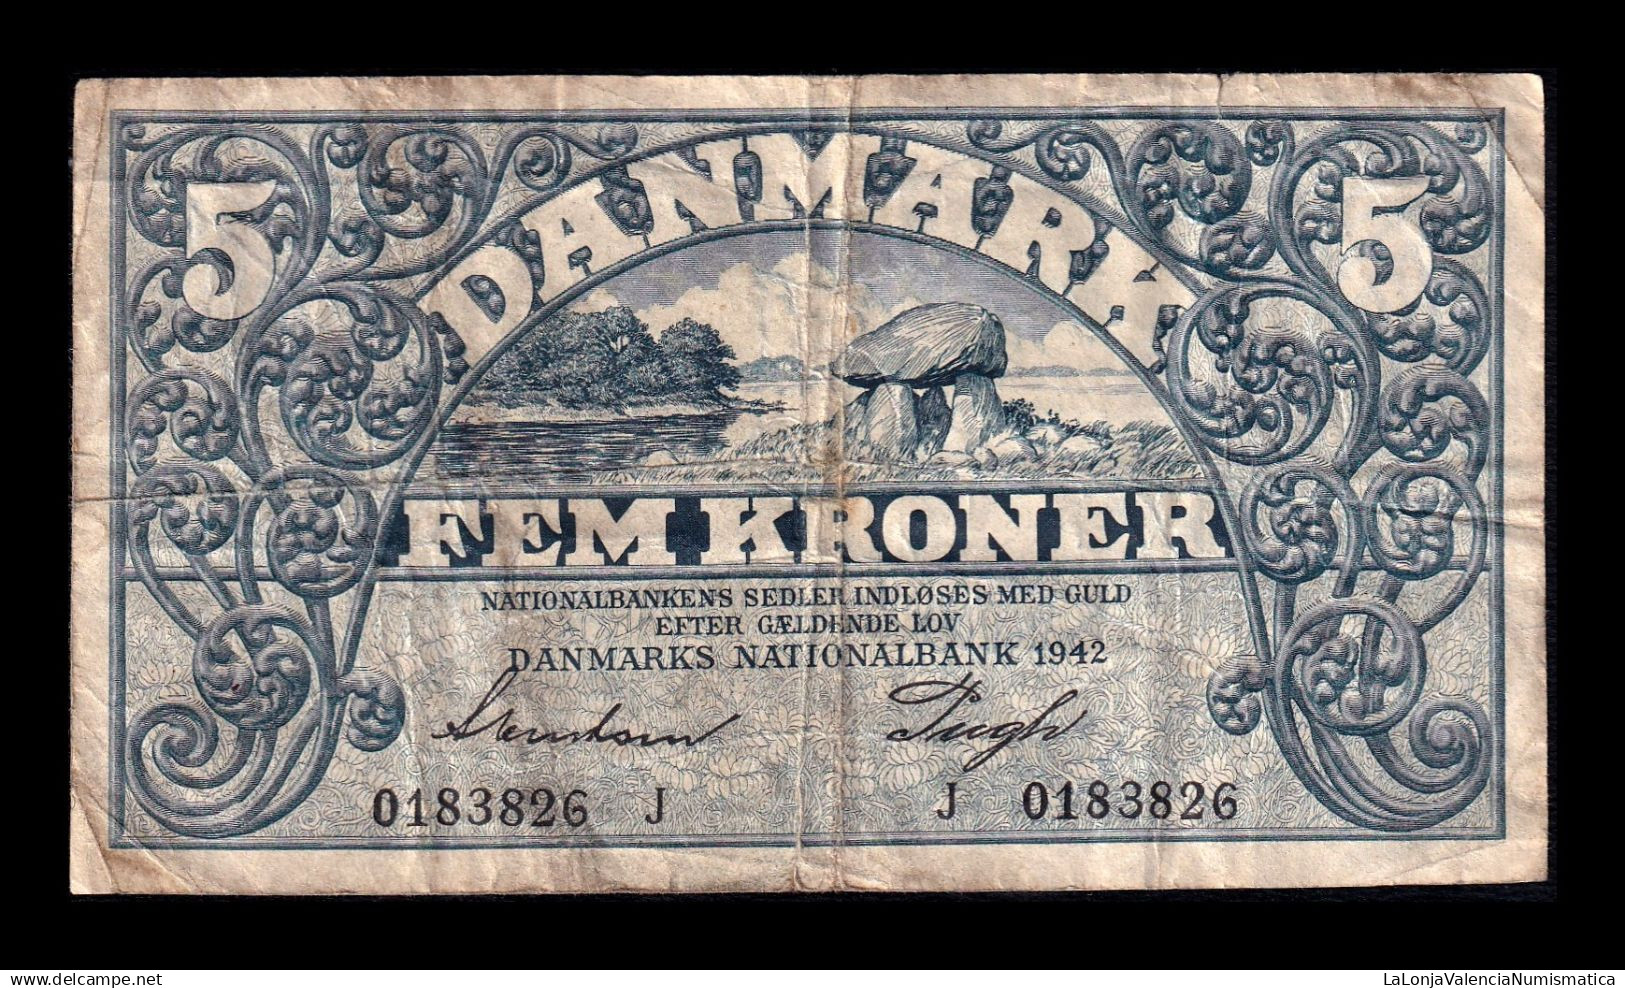 5 DANMARK 5
FEM KRONER
NATIONALBANKENS SEDLER INDLØSES MED GULD
EFTER GÆLDENDE LOV
DANMARKS NATIONALBANK 1942
Svendsen
0183826 J J 0183826
delcampe.net
LaLonjaValenciaNumismatica